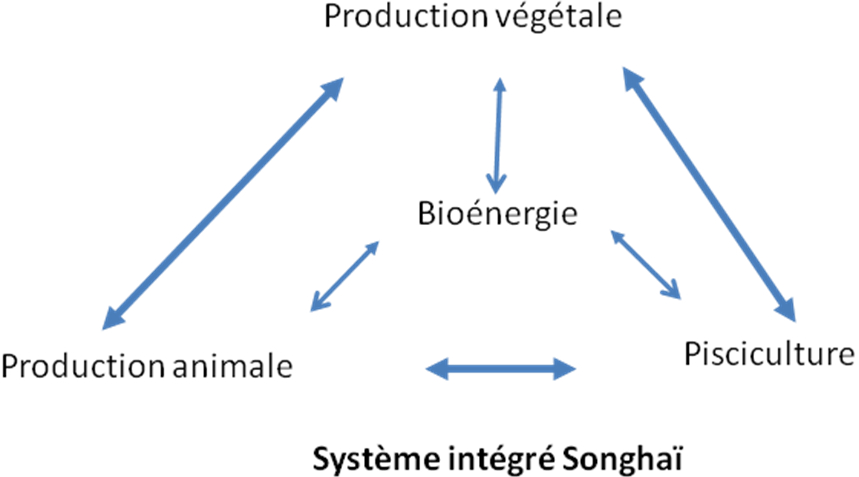 Production végétale
Bioénergie
Production animale
Pisciculture
Système intégré Songhaï